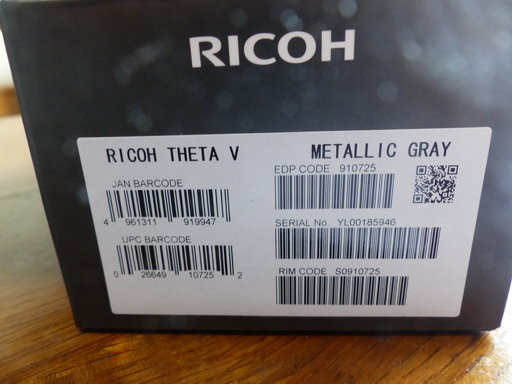 RICOH
RICOH THETA V METALLIC GRAY
JAN BARCODE
4 961311 919947
UPC BARCODE
0 26649 10725 2
EDP CODE 910725
SERIAL No. YL00185946
RIM CODE S0910725